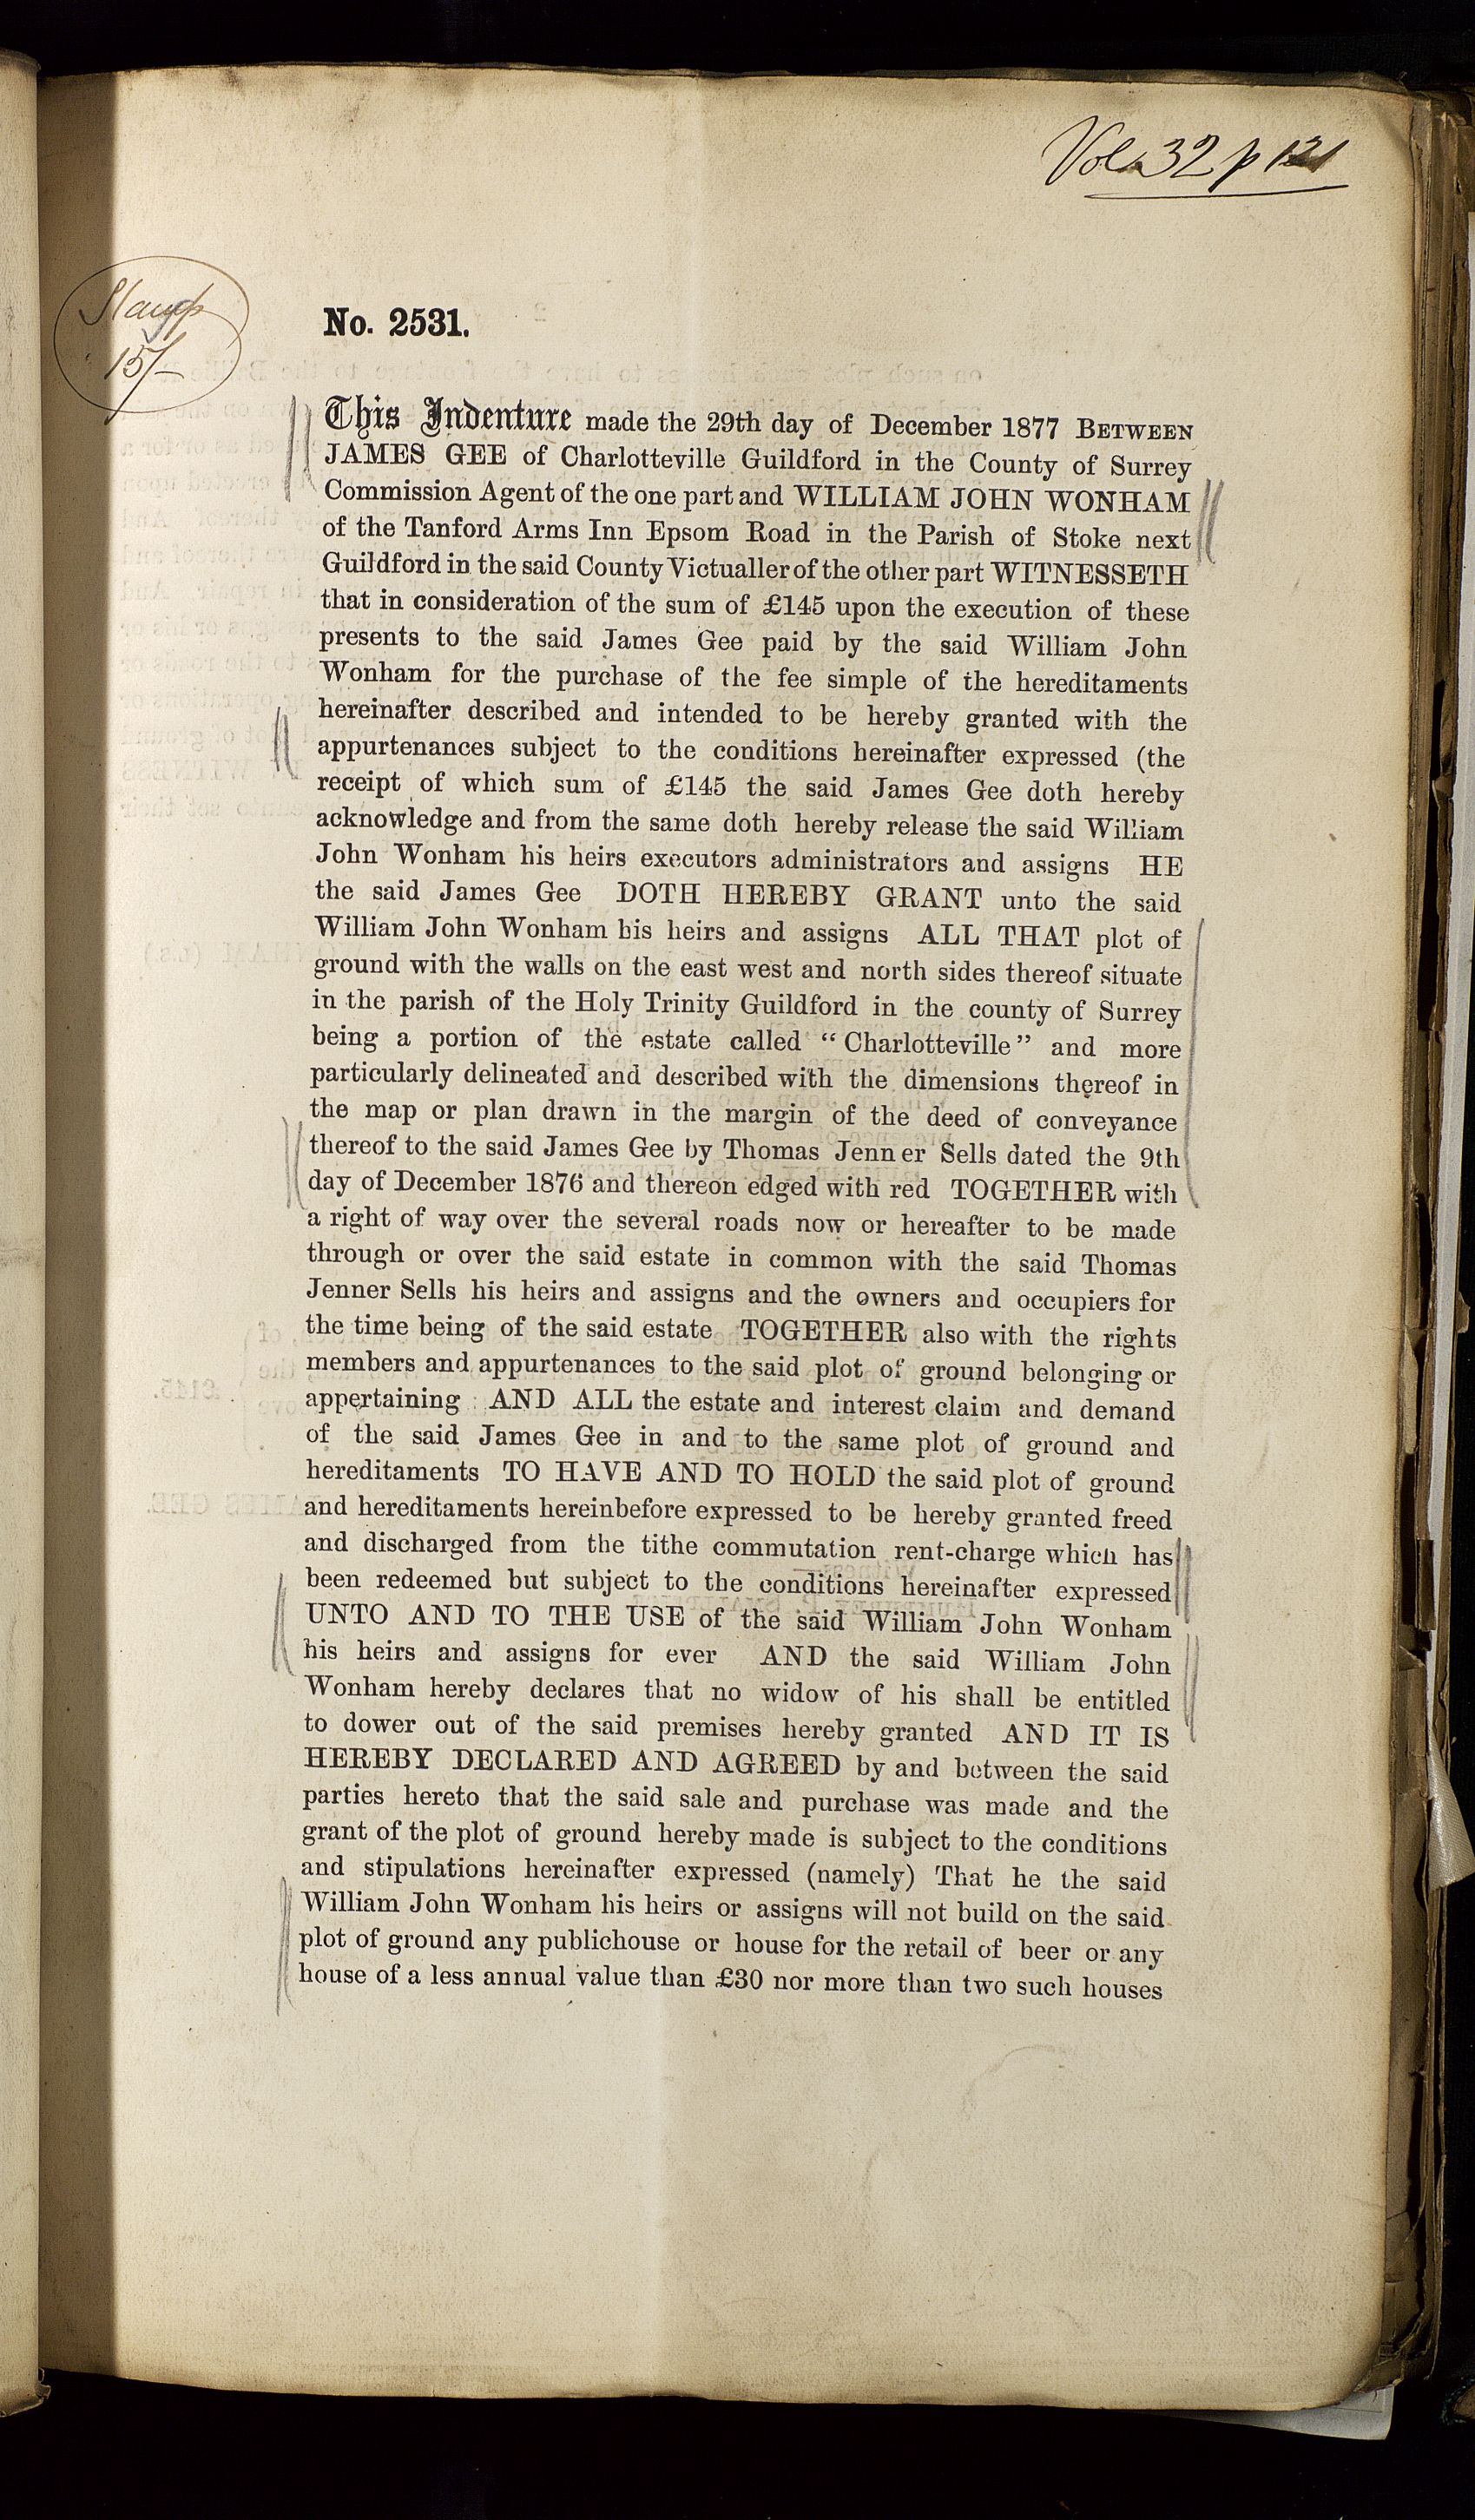 Vol. 32 p 121
Stamp
15/-
No. 2531.
This Indenture made the 29th day of December 1877 BETWEEN
JAMES GEE of Charlotteville Guildford in the County of Surrey
Commission Agent of the one part and WILLIAM JOHN WONHAM
of the Tanford Arms Inn Epsom Road in the Parish of Stoke next
Guildford in the said County Victualler of the other part WITNESSETH
that in consideration of the sum of £145 upon the execution of these
presents to the said James Gee paid by the said William John
Wonham for the purchase of the fee simple of the hereditaments
hereinafter described and intended to be hereby granted with the
appurtenances subject to the conditions hereinafter expressed (the
receipt of which sum of £145 the said James Gee doth hereby
acknowledge and from the same doth hereby release the said William
John Wonham his heirs executors administrators and assigns HE
the said James Gee DOTH HEREBY GRANT unto the said
William John Wonham his heirs and assigns ALL THAT plot of
ground with the walls on the east west and north sides thereof situate
in the parish of the Holy Trinity Guildford in the county of Surrey
being a portion of the estate called "Charlotteville" and more
particularly delineated and described with the dimensions thereof in
the map or plan drawn in the margin of the deed of conveyance
thereof to the said James Gee by Thomas Jenner Sells dated the 9th
day of December 1876 and thereon edged with red TOGETHER with
a right of way over the several roads now or hereafter to be made
through or over the said estate in common with the said Thomas
Jenner Sells his heirs and assigns and the owners and occupiers for
the time being of the said estate TOGETHER also with the rights
members and appurtenances to the said plot of ground belonging or
appertaining AND ALL the estate and interest claim and demand
of the said James Gee in and to the same plot of ground and
hereditaments TO HAVE AND TO HOLD the said plot of ground
and hereditaments hereinbefore expressed to be hereby granted freed
and discharged from the tithe commutation rent-charge which has
been redeemed but subject to the conditions hereinafter expressed
UNTO AND TO THE USE of the said William John Wonham
his heirs and assigns for ever AND the said William John
Wonham hereby declares that no widow of his shall be entitled
to dower out of the said premises hereby granted AND IT IS
HEREBY DECLARED AND AGREED by and between the said
parties hereto that the said sale and purchase was made and the
grant of the plot of ground hereby made is subject to the conditions
and stipulations hereinafter expressed (namely) That he the said
William John Wonham his heirs or assigns will not build on the said
plot of ground any publichouse or house for the retail of beer or any
house of a less annual value than £30 nor more than two such houses